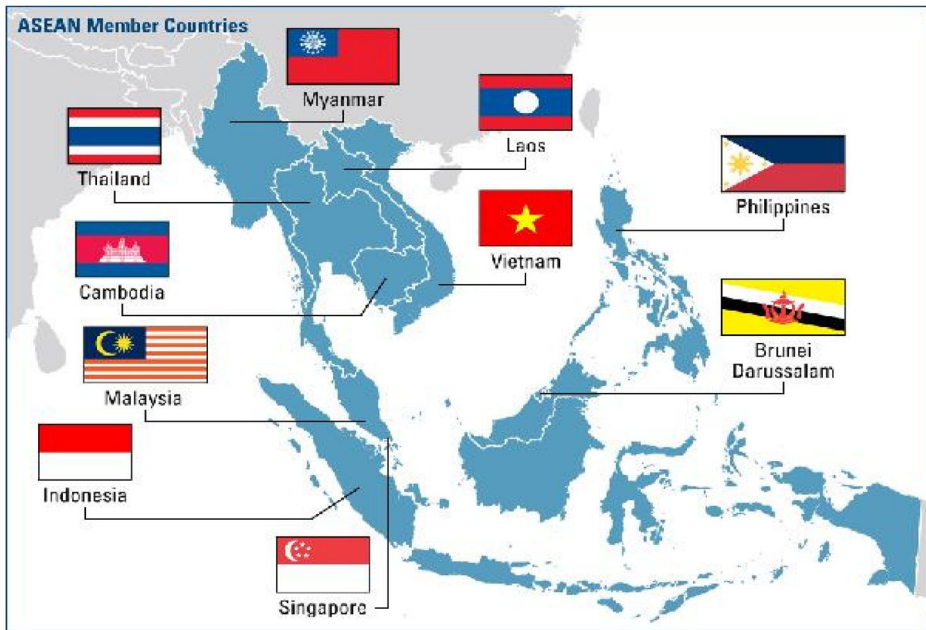 ASEAN Member Countries
Myanmar
Laos
Thailand
Philippines
Vietnam
Cambodia
Brunei
Darussalam
Malaysia
Indonesia
Singapore